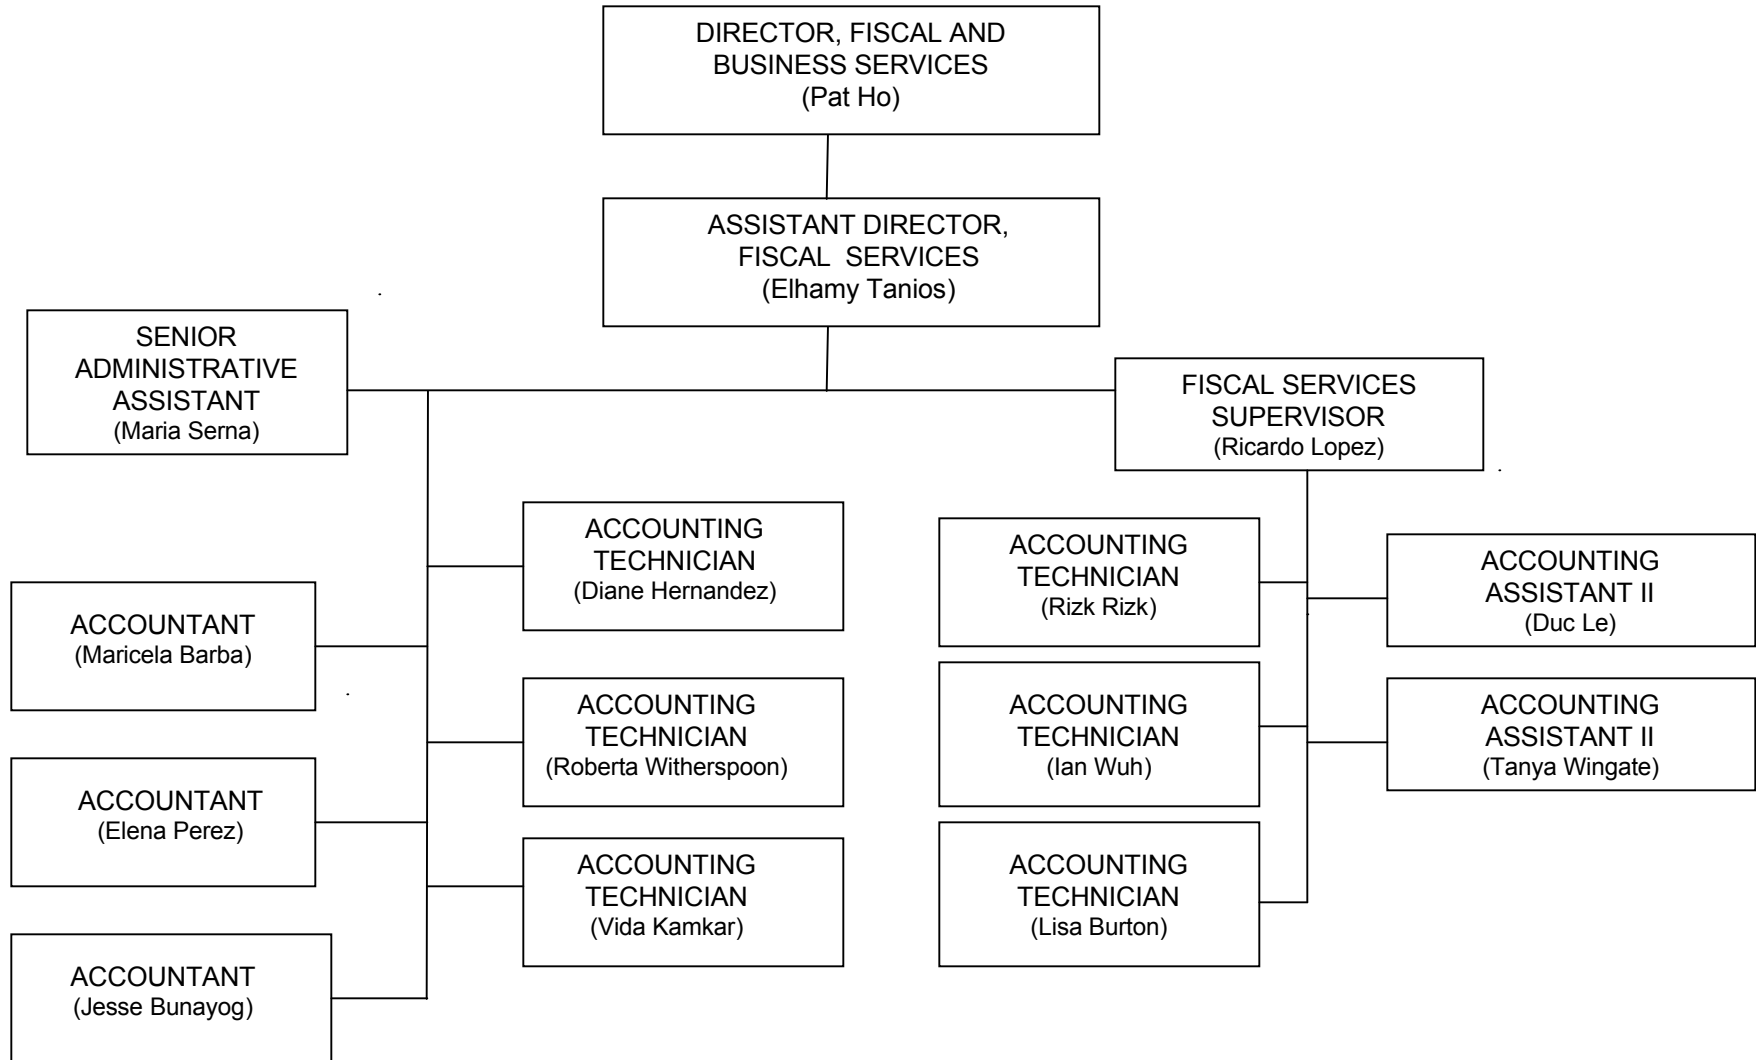 DIRECTOR, FISCAL AND
BUSINESS SERVICES
(Pat Ho)
ASSISTANT DIRECTOR,
FISCAL SERVICES
(Elhamy Tanios)
SENIOR
ADMINISTRATIVE
ASSISTANT
(Maria Serna)
FISCAL SERVICES
SUPERVISOR
(Ricardo Lopez)
ACCOUNTANT
(Maricela Barba)
ACCOUNTANT
(Elena Perez)
ACCOUNTANT
(Jesse Bunayog)
ACCOUNTING
TECHNICIAN
(Diane Hernandez)
ACCOUNTING
TECHNICIAN
(Roberta Witherspoon)
ACCOUNTING
TECHNICIAN
(Vida Kamkar)
ACCOUNTING
TECHNICIAN
(Rizk Rizk)
ACCOUNTING
TECHNICIAN
(Ian Wuh)
ACCOUNTING
TECHNICIAN
(Lisa Burton)
ACCOUNTING
ASSISTANT II
(Duc Le)
ACCOUNTING
ASSISTANT II
(Tanya Wingate)